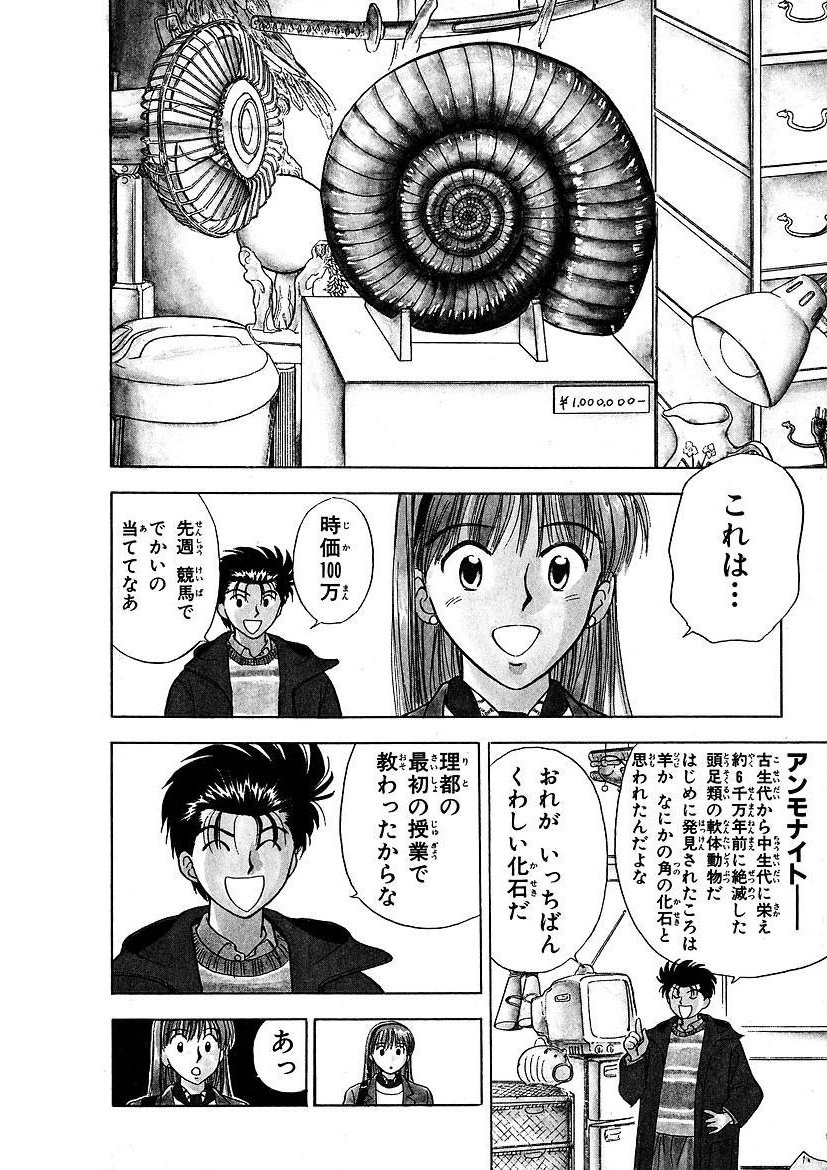 ¥1,000,000-
これは…
時価100万
先週 競馬で
でかいの
当ててなあ
アンモナイト――
古生代から中生代に栄え
約6千万年前に絶滅した
頭足類の軟体動物だ
はじめに発見されたころは
羊か なにかの角の化石と
思われたんだよな
おれが いっちばん
くわしい化石だ
理都の
最初の授業で
教わったからな
あっ